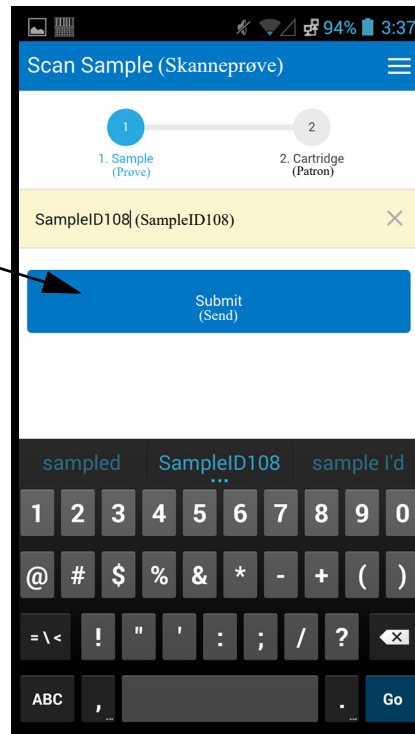 94% 3:37
Scan Sample (Skanneprøve)
1 2
1. Sample 2. Cartridge
(Prøve) (Patron)
SampleID108 (SampleID108)
Submit
(Send)
sampled SampleID108 sample I'd
1 2 3 4 5 6 7 8 9 0
@ # $ % & * - + ( )
= \ < ! " ' : ; / ? 
ABC , . Go